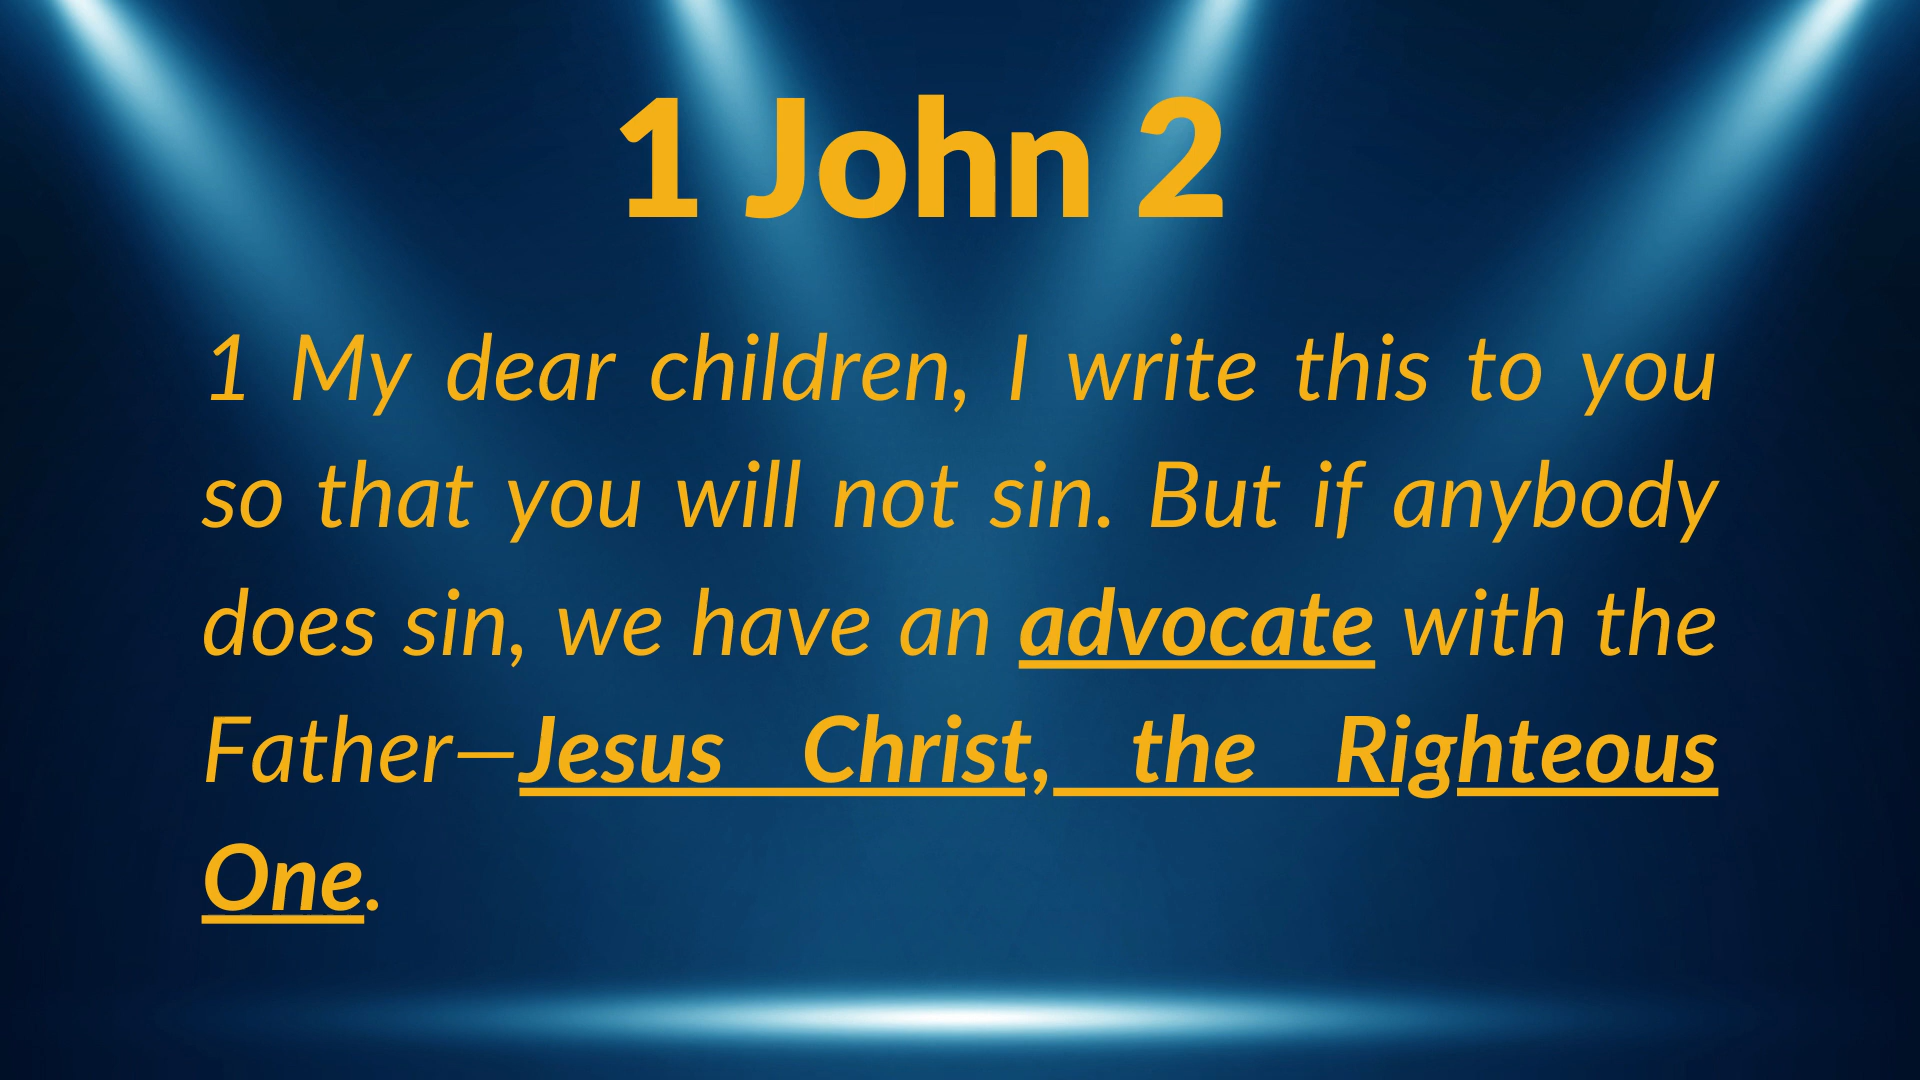 1 John 2
1 My dear children, I write this to you
so that you will not sin. But if anybody
does sin, we have an advocate with the
Father—Jesus Christ, the Righteous
One.